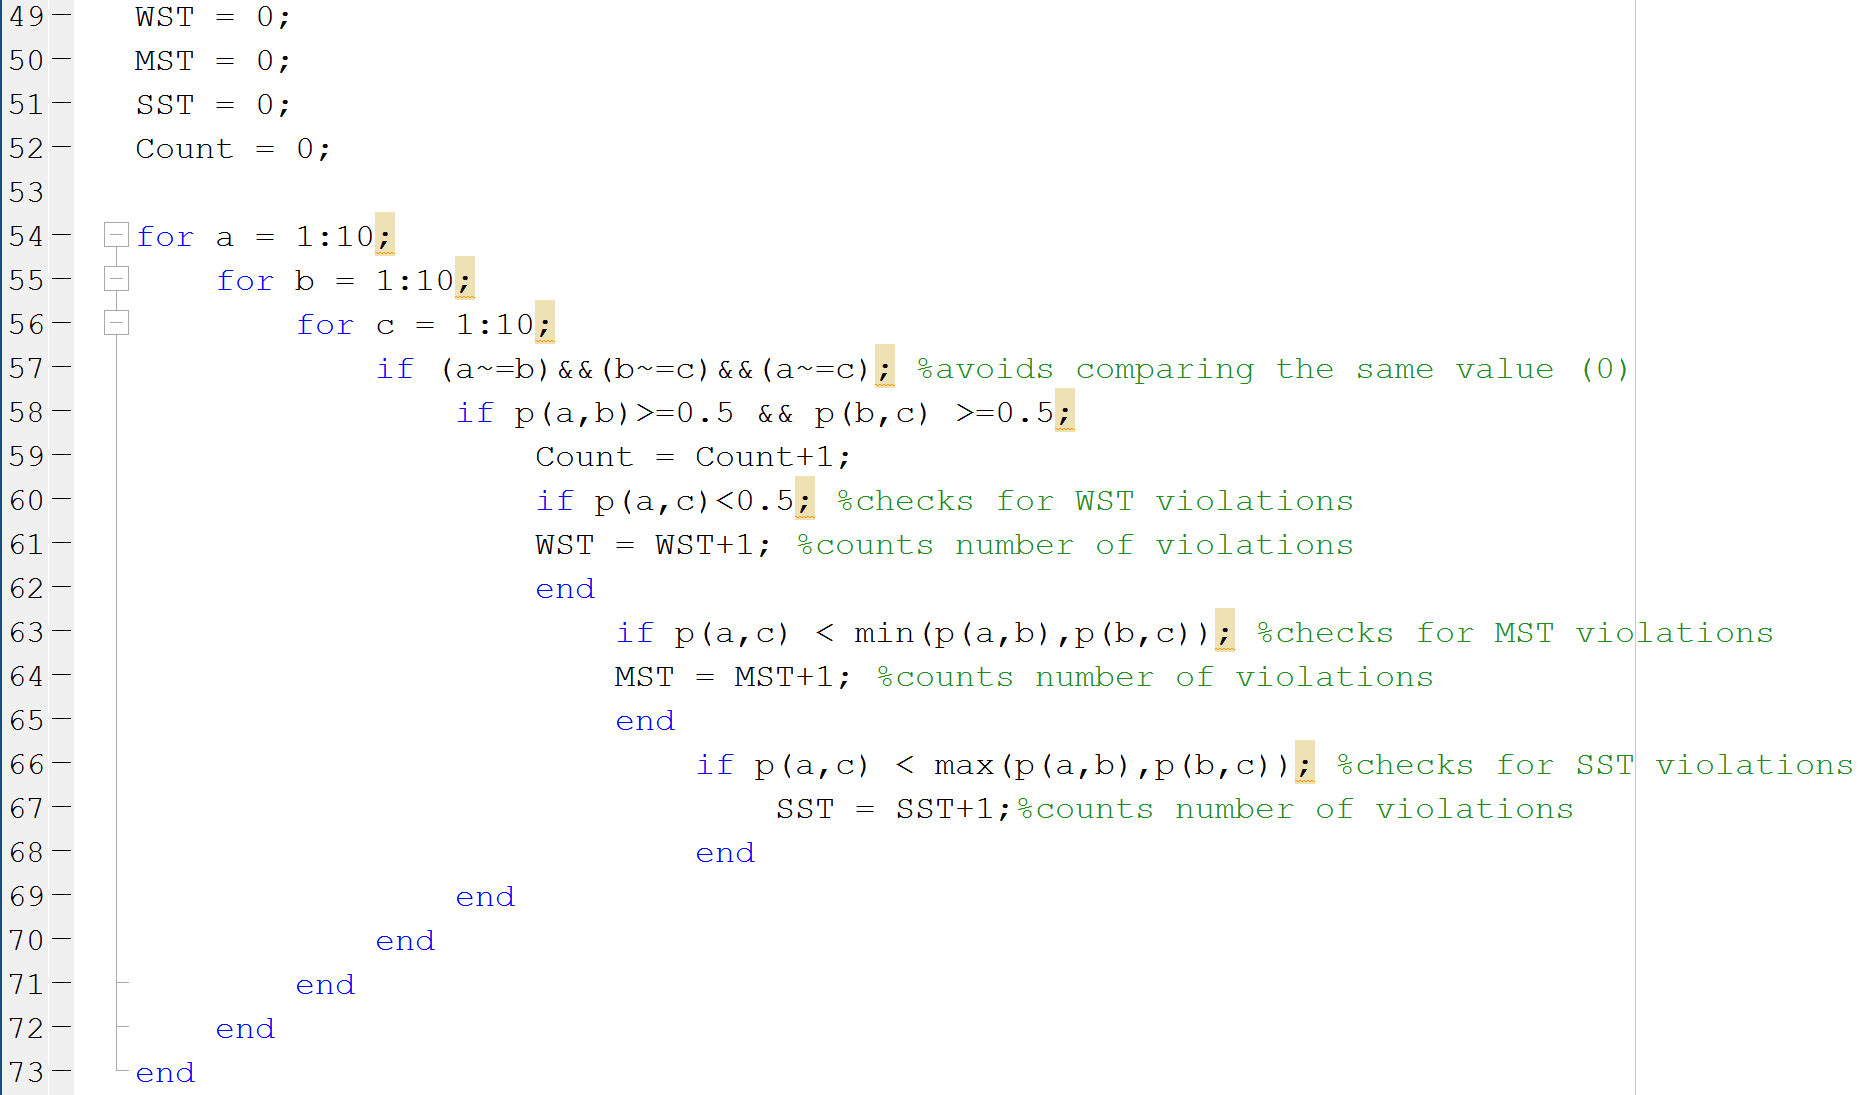 49 WST = 0;
50 MST = 0;
51 SST = 0;
52 Count = 0;
53
54 for a = 1:10;
55 for b = 1:10;
56 for c = 1:10;
57 if (a~=b)&&(b~=c)&&(a~=c); %avoids comparing the same value (0)
58 if p(a,b)>=0.5 && p(b,c) >=0.5;
59 Count = Count+1;
60 if p(a,c)<0.5; %checks for WST violations
61 WST = WST+1; %counts number of violations
62 end
63 if p(a,c) < min(p(a,b),p(b,c)); %checks for MST violations
64 MST = MST+1; %counts number of violations
65 end
66 if p(a,c) < max(p(a,b),p(b,c)); %checks for SST violations
67 SST = SST+1;%counts number of violations
68 end
69 end
70 end
71 end
72 end
73 end